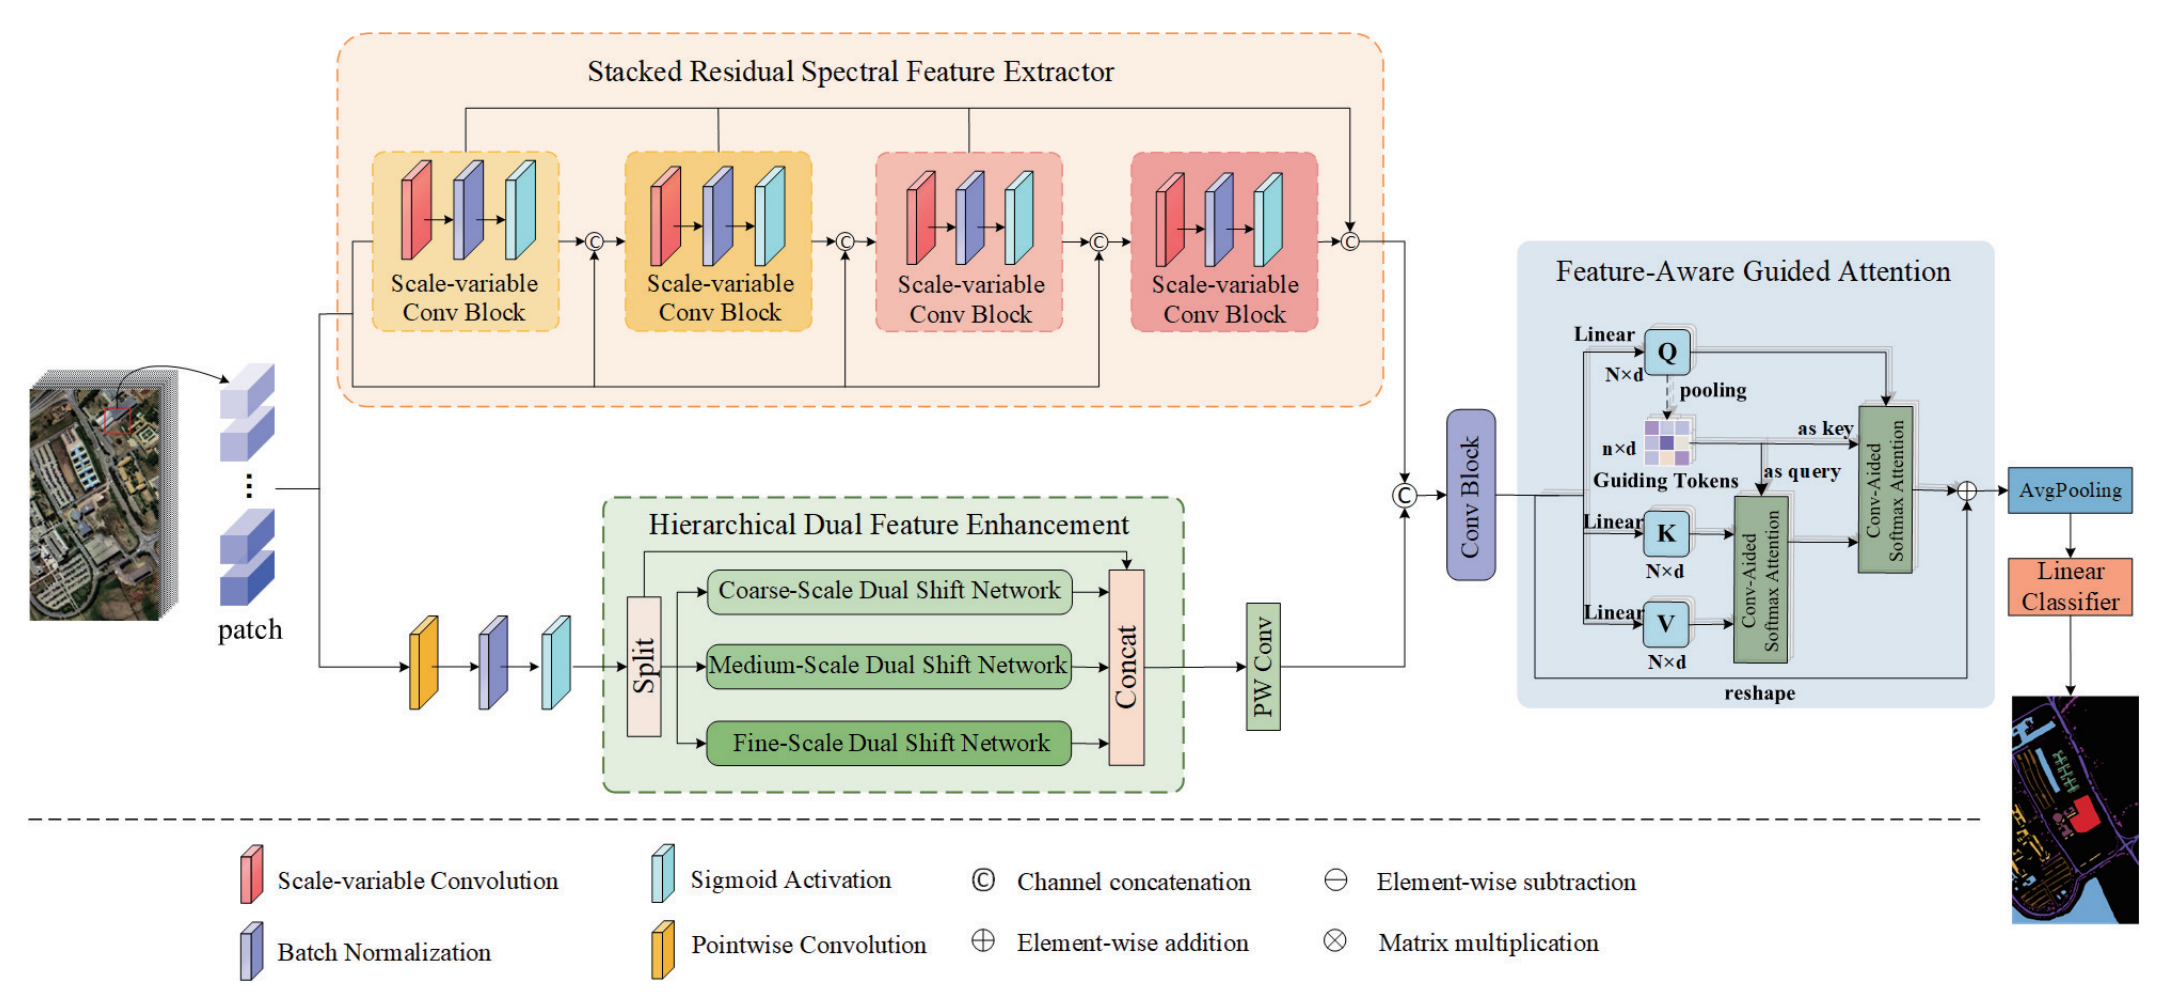 Stacked Residual Spectral Feature Extractor
Scale-variable
Conv Block
C
Scale-variable
Conv Block
C
Scale-variable
Conv Block
C
Scale-variable
Conv Block
C
patch
...
Hierarchical Dual Feature Enhancement
Split
Coarse-Scale Dual Shift Network
Medium-Scale Dual Shift Network
Fine-Scale Dual Shift Network
Concat
PW Conv
C
Conv Block
Feature-Aware Guided Attention
Linear
Q
N×d
pooling
n×d
Guiding Tokens
as key
as query
Linear
K
N×d
Linear
V
N×d
Conv-Aided
Softmax Attention
Conv-Aided
Softmax Attention
reshape
AvgPooling
Linear
Classifier
Scale-variable Convolution
Batch Normalization
Sigmoid Activation
Pointwise Convolution
C Channel concatenation
Element-wise addition
Element-wise subtraction
Matrix multiplication